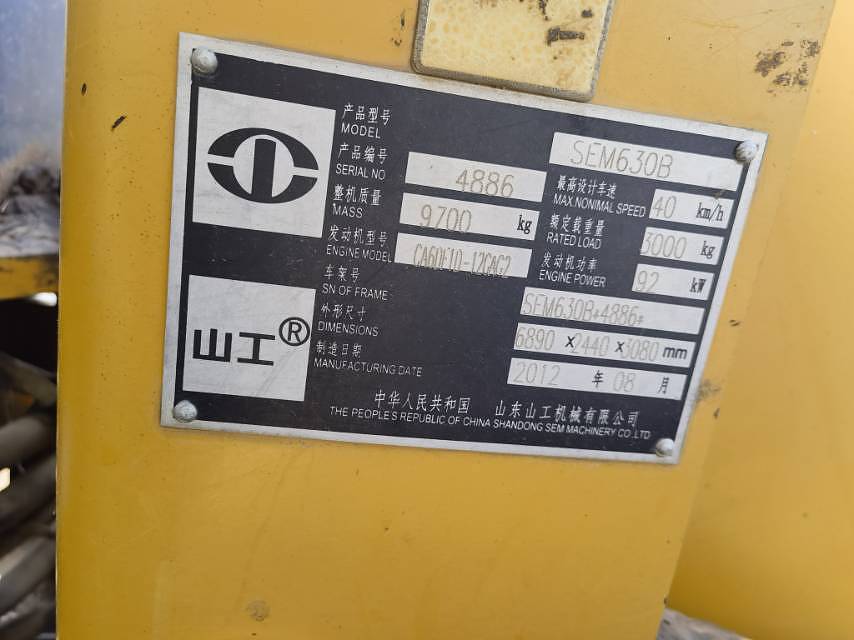 产品型号
MODEL SEM630B
产品编号 最高设计车速
SERIAL NO 4886 MAX.NONIMAL SPEED 40 km/h
整机质量 额定载重量
MASS 9700 kg RATED LOAD 3000 kg
发动机型号 发动机功率
ENGINE MODEL ENGINE POWER 92 kW
车架号
SN OF FRAME SEM630B*4886*
外形尺寸
DIMENSIONS 6890 × 2440 × 3080 mm
制造日期
MANUFACTURING DATE 2012 年 08 月
山工®
中华人民共和国 山东山工机械有限公司
THE PEOPLE'S REPUBLIC OF CHINA SHANDONG SEM MACHINERY CO.,LTD